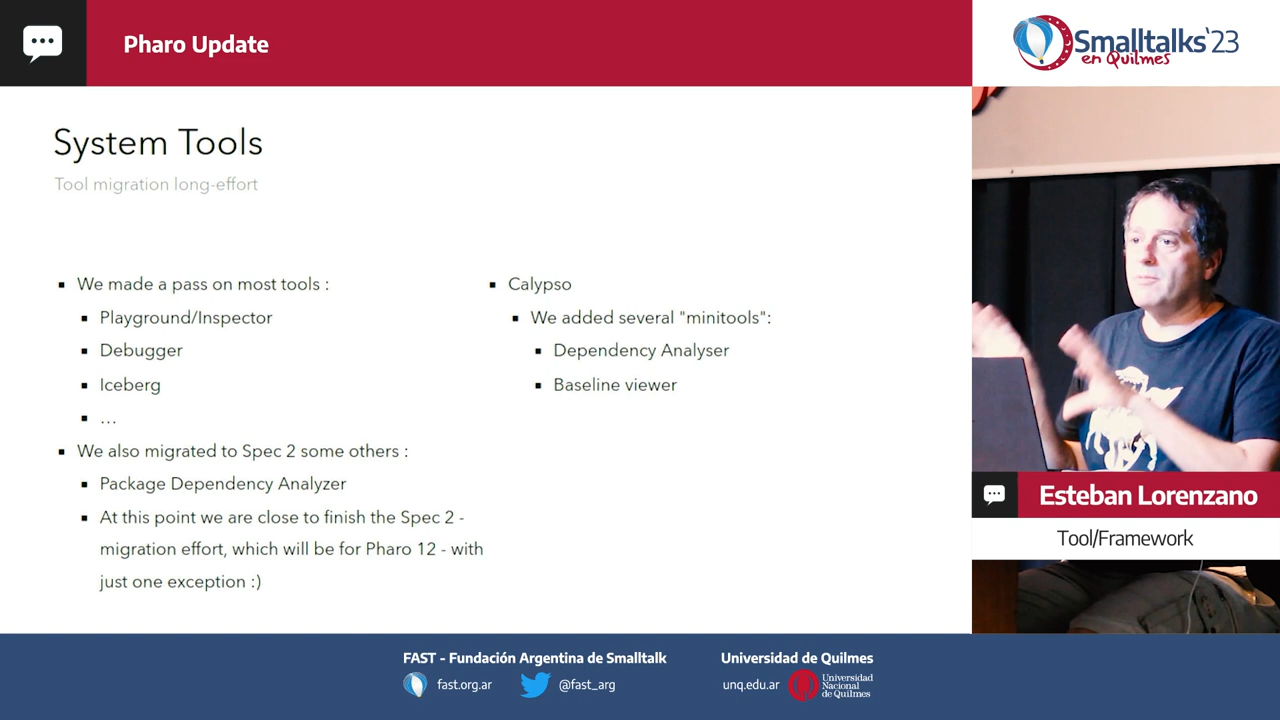 Pharo Update
Smalltalks'23
en Quilmes
System Tools
Tool migration long-effort
▪ We made a pass on most tools :
▪ Playground/Inspector
▪ Debugger
▪ Iceberg
▪ …
▪ We also migrated to Spec 2 some others :
▪ Package Dependency Analyzer
▪ At this point we are close to finish the Spec 2 -
migration effort, which will be for Pharo 12 - with
just one exception :)
▪ Calypso
▪ We added several "minitools":
▪ Dependency Analyser
▪ Baseline viewer
Esteban Lorenzano
Tool/Framework
FAST - Fundación Argentina de Smalltalk
fast.org.ar
@fast_arg
Universidad de Quilmes
unq.edu.ar
Universidad
Nacional
de Quilmes